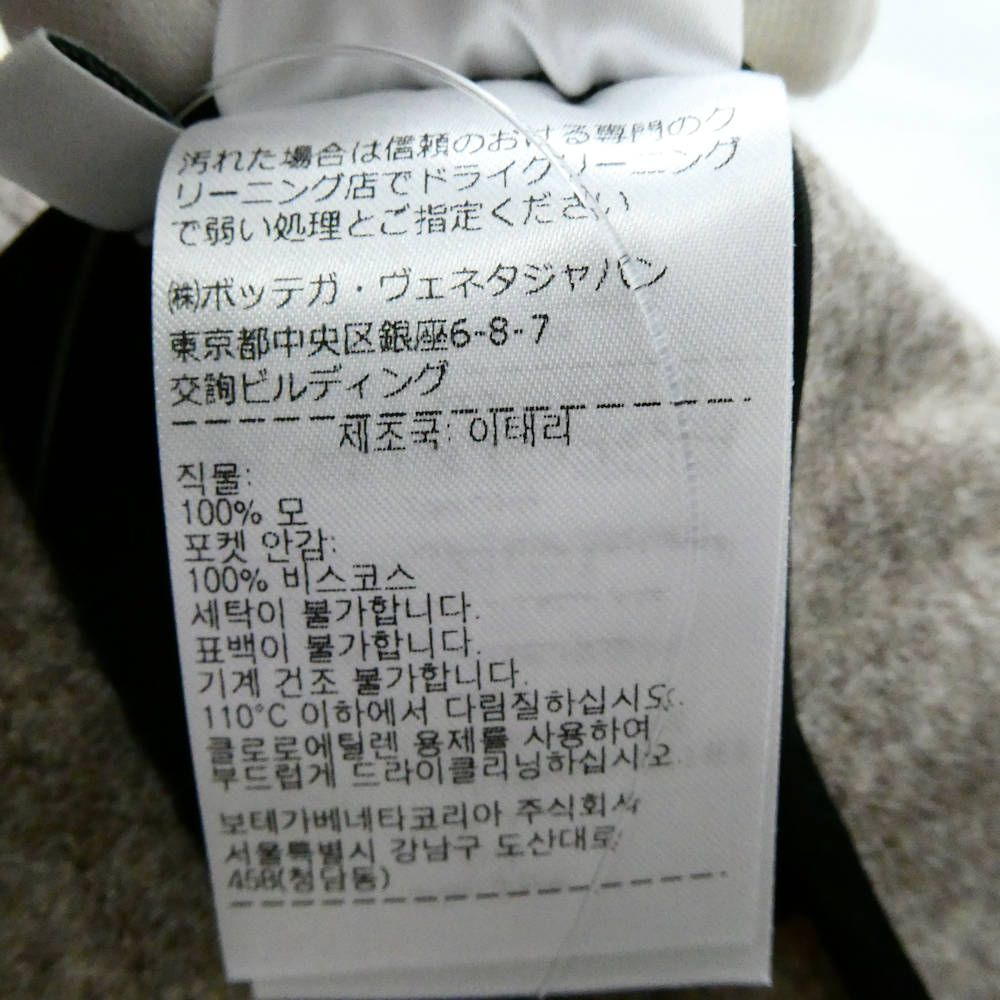 汚れた場合は信頼のおける専門のク
リーニング店でドライクリーニング
で弱い処理とご指定ください
㈱ボッテガ・ヴェネタジャパン
東京都中央区銀座6-8-7
交詢ビルディング
제조국: 이태리
직물:
100% 모
포켓 안감:
100% 비스코스
세탁이 불가합니다.
표백이 불가합니다.
기계 건조 불가합니다.
110°C 이하에서 다림질하십시오.
클로로에틸렌 용제를 사용하여
부드럽게 드라이클리닝하십시오.
보테가베네타코리아 주식회사
서울특별시 강남구 도산대로
458(청담동)